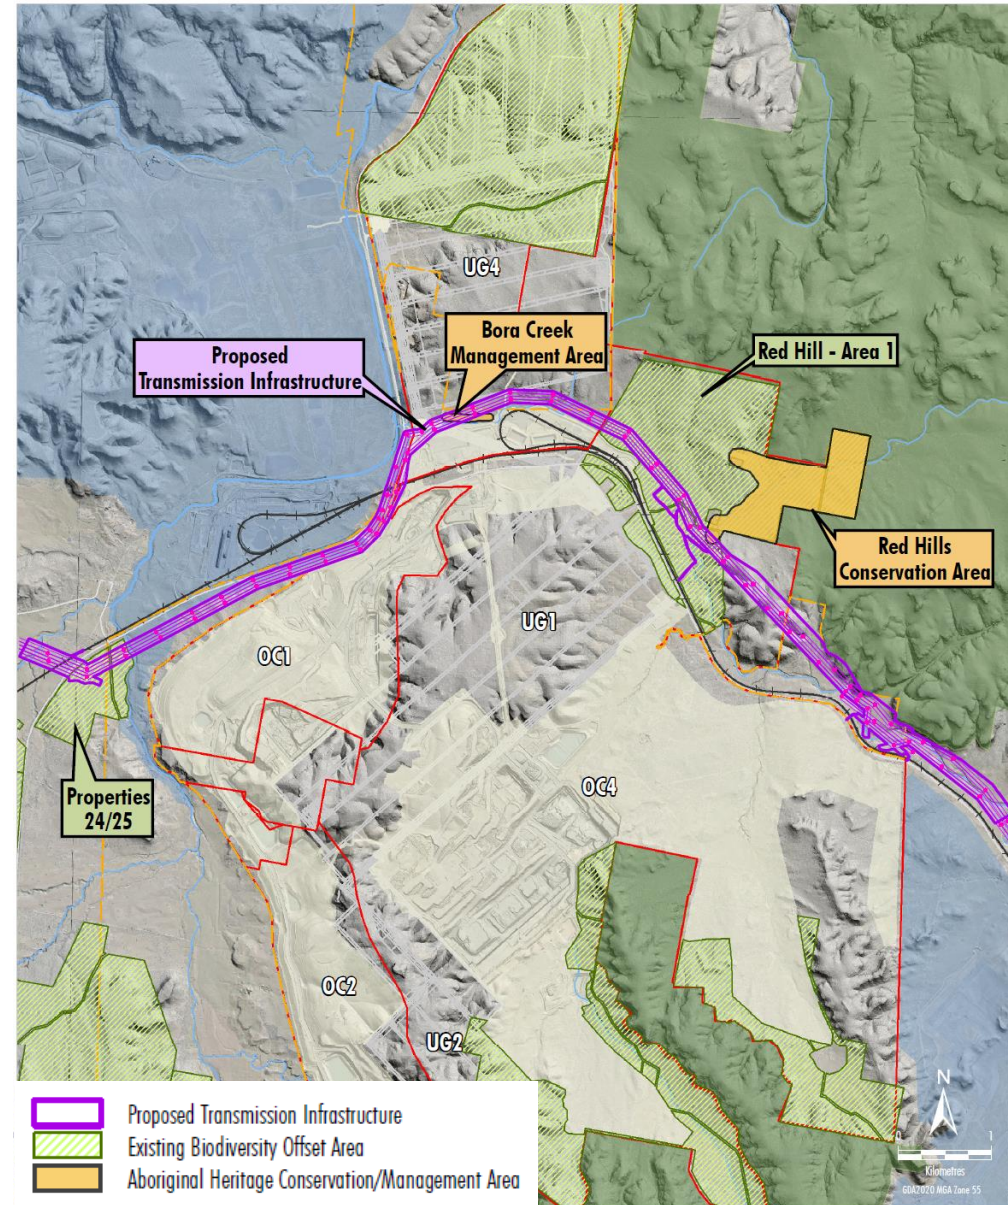 UG4
Bora Creek
Management Area
Proposed
Transmission Infrastructure
Red Hill - Area 1
Red Hills
Conservation Area
UG1
OC1
OC4
Properties
24/25
OC2
UG2
N
0 1
Kilometres
GDA2020 MGA Zone 55
Proposed Transmission Infrastructure
Existing Biodiversity Offset Area
Aboriginal Heritage Conservation/Management Area